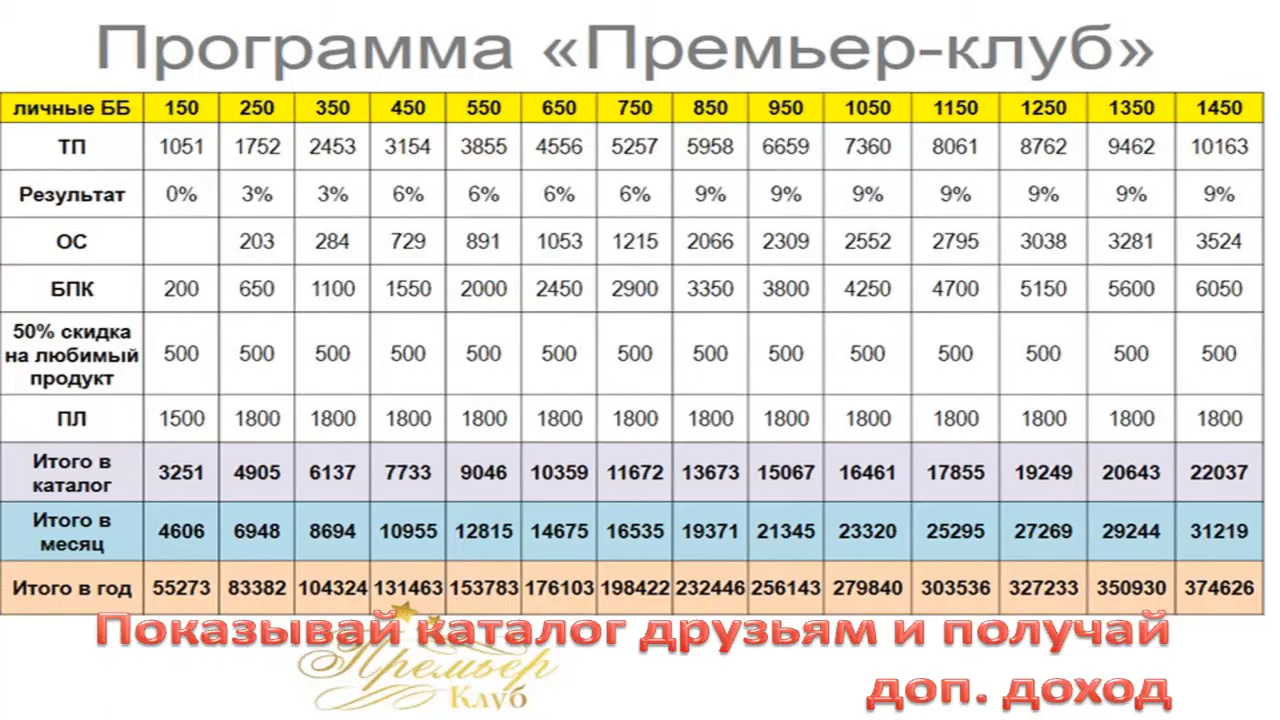 Программа «Премьер-клуб»
личные ББ 150 250 350 450 550 650 750 850 950 1050 1150 1250 1350 1450
ТП 1051 1752 2453 3154 3855 4556 5257 5958 6659 7360 8061 8762 9462 10163
Результат 0% 3% 3% 6% 6% 6% 6% 9% 9% 9% 9% 9% 9% 9%
ОС 203 284 729 891 1053 1215 2066 2309 2552 2795 3038 3281 3524
БПК 200 650 1100 1550 2000 2450 2900 3350 3800 4250 4700 5150 5600 6050
50% скидка
на любимый 500 500 500 500 500 500 500 500 500 500 500 500 500 500
продукт
ПЛ 1500 1800 1800 1800 1800 1800 1800 1800 1800 1800 1800 1800 1800 1800
Итого в
каталог 3251 4905 6137 7733 9046 10359 11672 13673 15067 16461 17855 19249 20643 22037
Итого в
месяц 4606 6948 8694 10955 12815 14675 16535 19371 21345 23320 25295 27269 29244 31219
Итого в год 55273 83382 104324 131463 153783 176103 198422 232446 256143 279840 303536 327233 350930 374626
Показывай каталог друзьям и получай
доп. доход
Премьер
Клуб